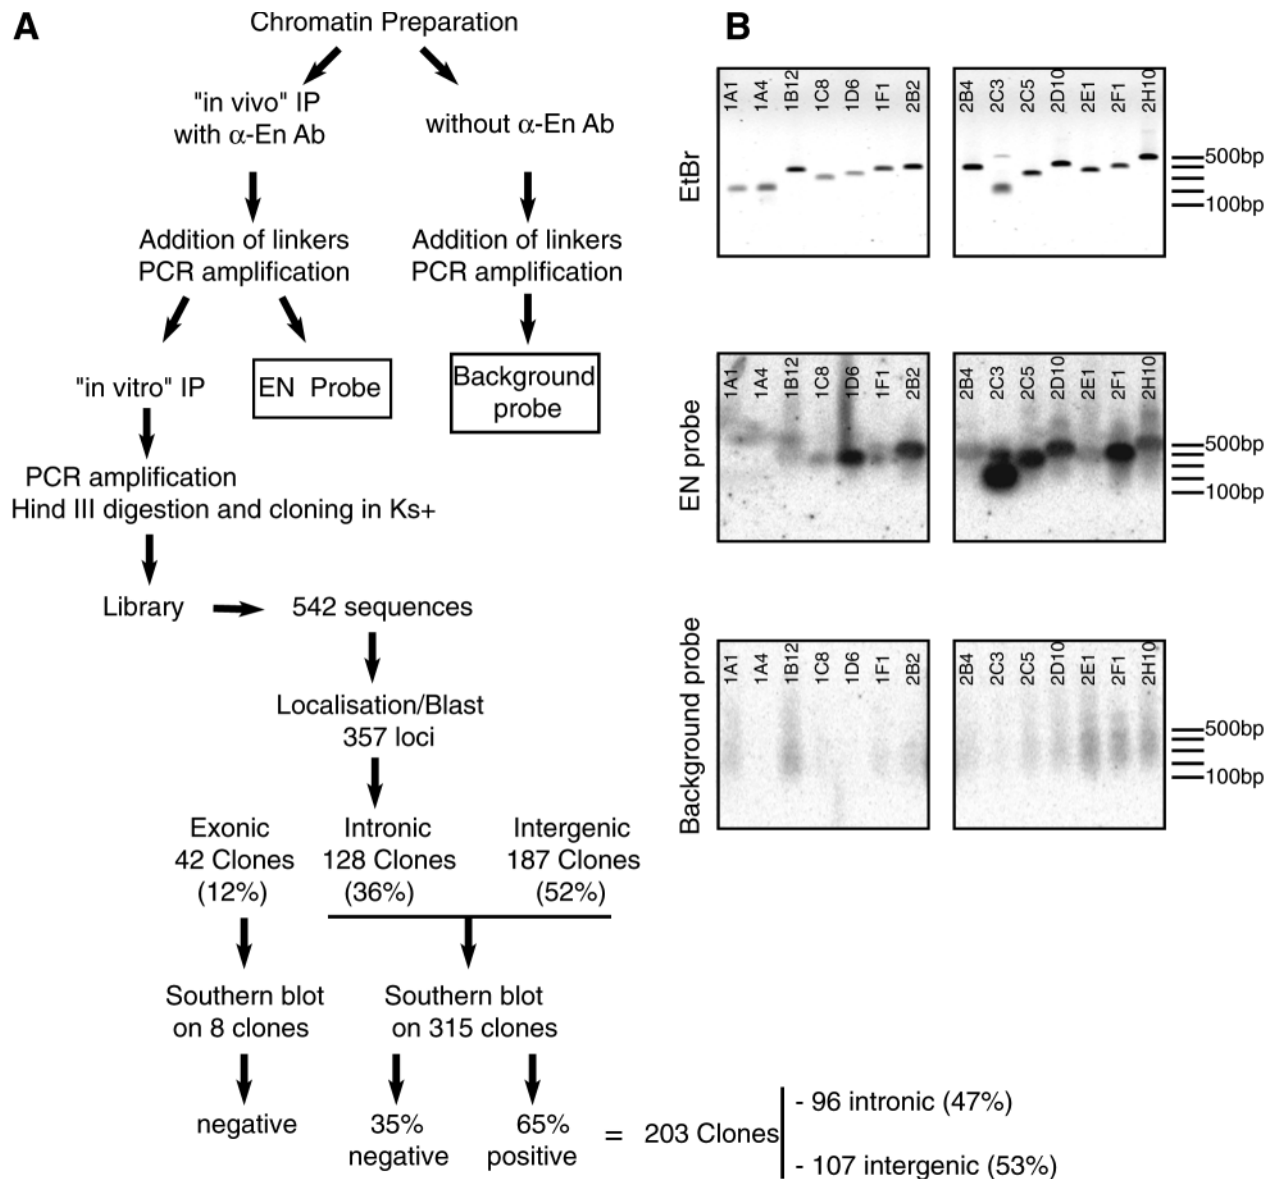 A
Chromatin Preparation
"in vivo" IP
with α-En Ab
without α-En Ab
Addition of linkers
PCR amplification
Addition of linkers
PCR amplification
"in vitro" IP
EN Probe
Background
probe
PCR amplification
Hind III digestion and cloning in Ks+
Library
542 sequences
Localisation/Blast
357 loci
Exonic
42 Clones
(12%)
Intronic
128 Clones
(36%)
Intergenic
187 Clones
(52%)
Southern blot
on 8 clones
Southern blot
on 315 clones
negative
35%
negative
65%
positive
= 203 Clones
- 96 intronic (47%)
- 107 intergenic (53%)
B
EtBr
1A1 1A4 1B12 1C8 1D6 1F1 2B2
2B4 2C3 2C5 2D10 2E1 2F1 2H10
500bp
100bp
EN probe
1A1 1A4 1B12 1C8 1D6 1F1 2B2
2B4 2C3 2C5 2D10 2E1 2F1 2H10
500bp
100bp
Background probe
1A1 1A4 1B12 1C8 1D6 1F1 2B2
2B4 2C3 2C5 2D10 2E1 2F1 2H10
500bp
100bp